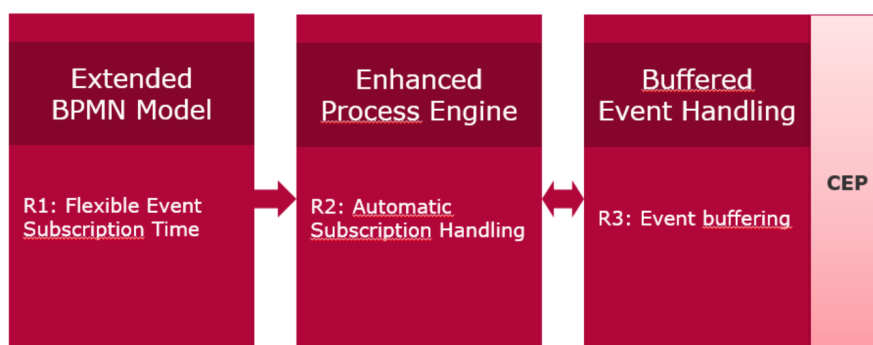 Extended
BPMN Model
R1: Flexible Event
Subscription Time
Enhanced
Process Engine
R2: Automatic
Subscription Handling
Buffered
Event Handling
R3: Event buffering
CEP